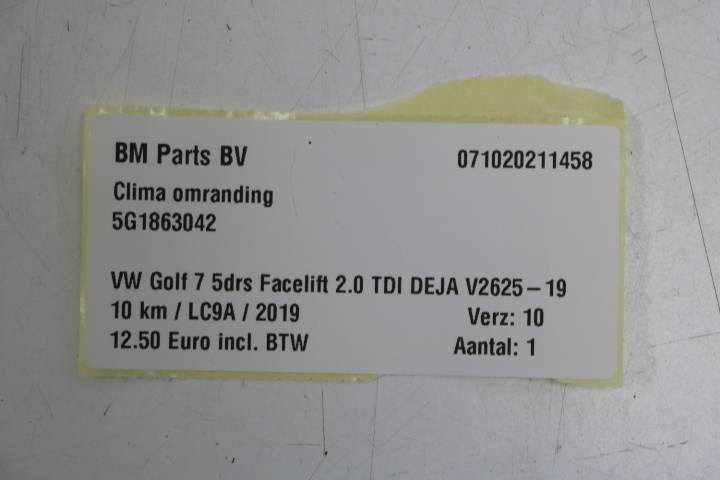 BM Parts BV 071020211458
Clima omranding
5G1863042
VW Golf 7 5drs Facelift 2.0 TDI DEJA V2625-19
10 km / LC9A / 2019 Verz: 10
12.50 Euro incl. BTW Aantal: 1